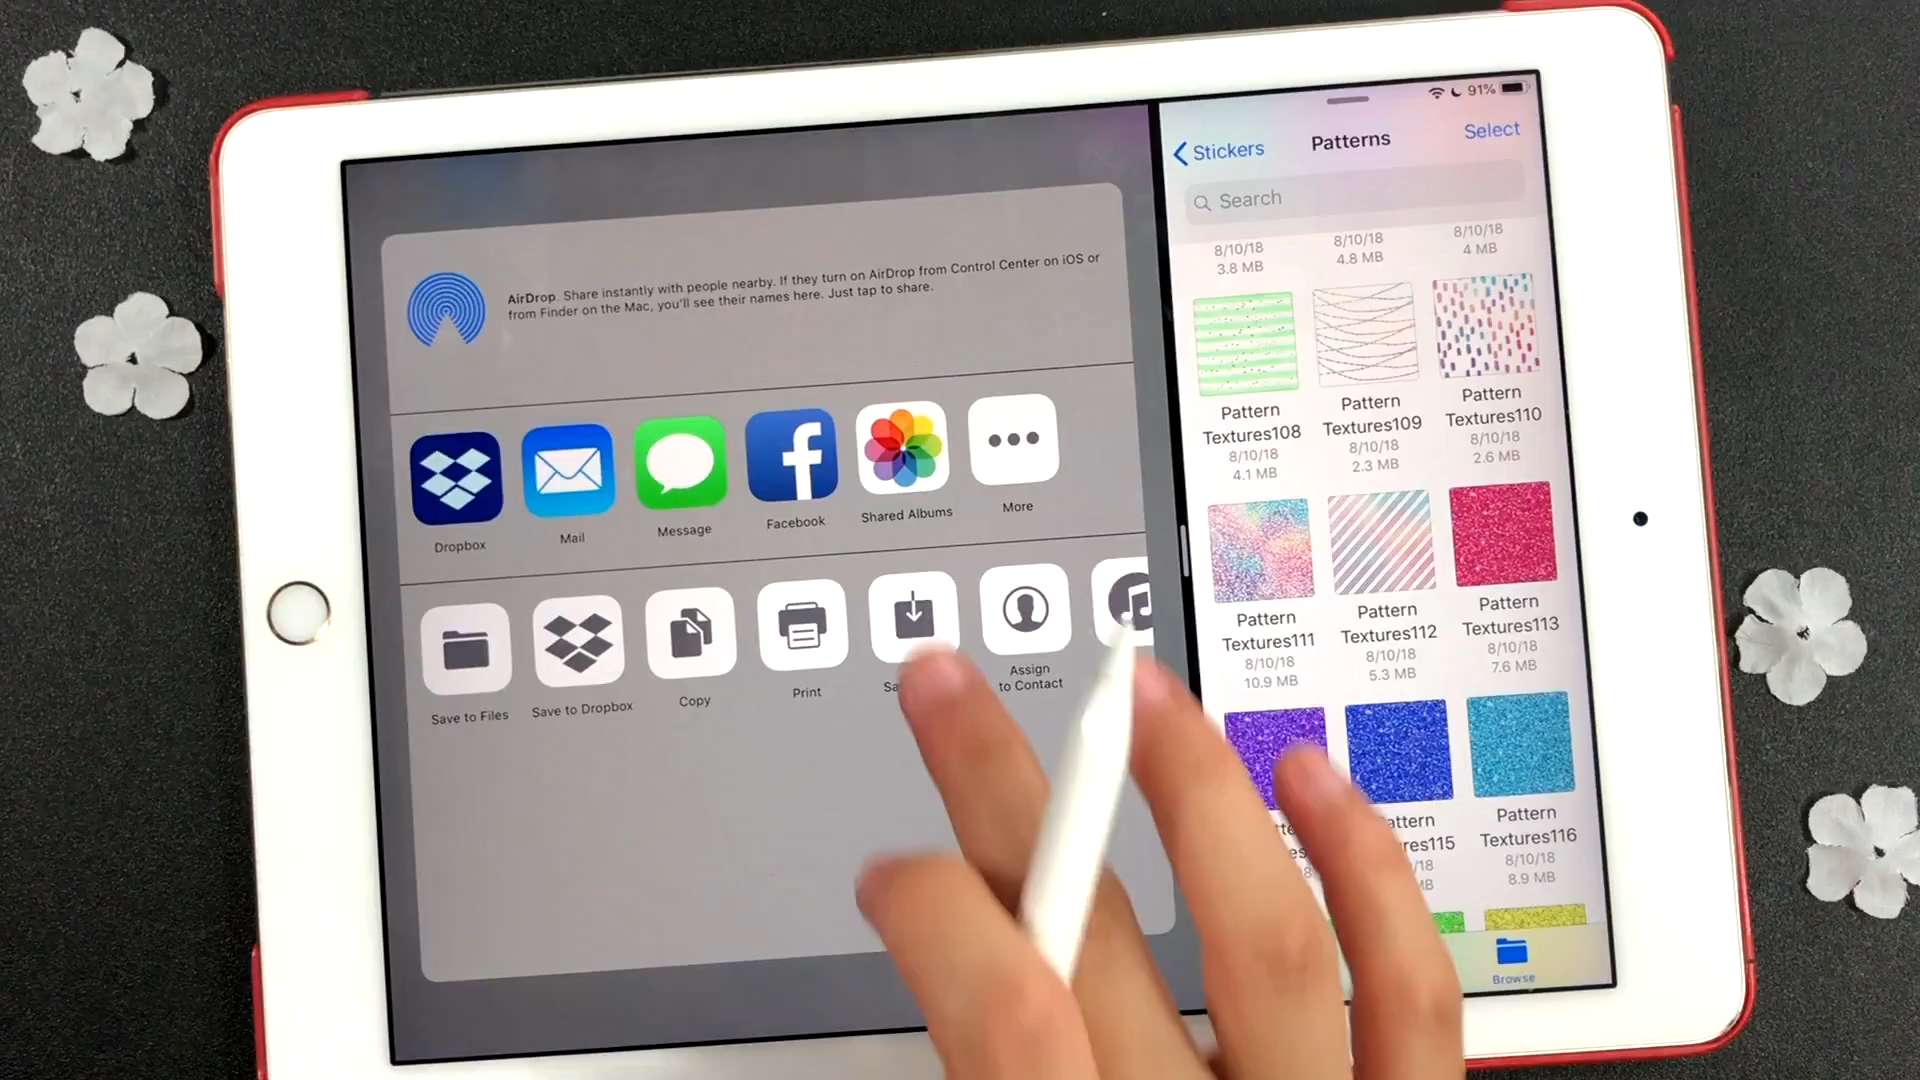 91%
Stickers
Patterns
Select
Search
8/10/18
3.8 MB
8/10/18
4.8 MB
8/10/18
4 MB
AirDrop. Share instantly with people nearby. If they turn on AirDrop from Control Center on iOS or
from Finder on the Mac, you'll see their names here. Just tap to share.
Dropbox
Mail
Message
Facebook
Shared Albums
More
Save to Files
Save to Dropbox
Copy
Print
Assign
to Contact
Pattern
Textures108
8/10/18
4.1 MB
Pattern
Textures109
8/10/18
2.3 MB
Pattern
Textures110
8/10/18
2.6 MB
Pattern
Textures111
8/10/18
10.9 MB
Pattern
Textures112
8/10/18
5.3 MB
Pattern
Textures113
8/10/18
7.6 MB
Pattern
Textures116
8/10/18
8.9 MB
Browse